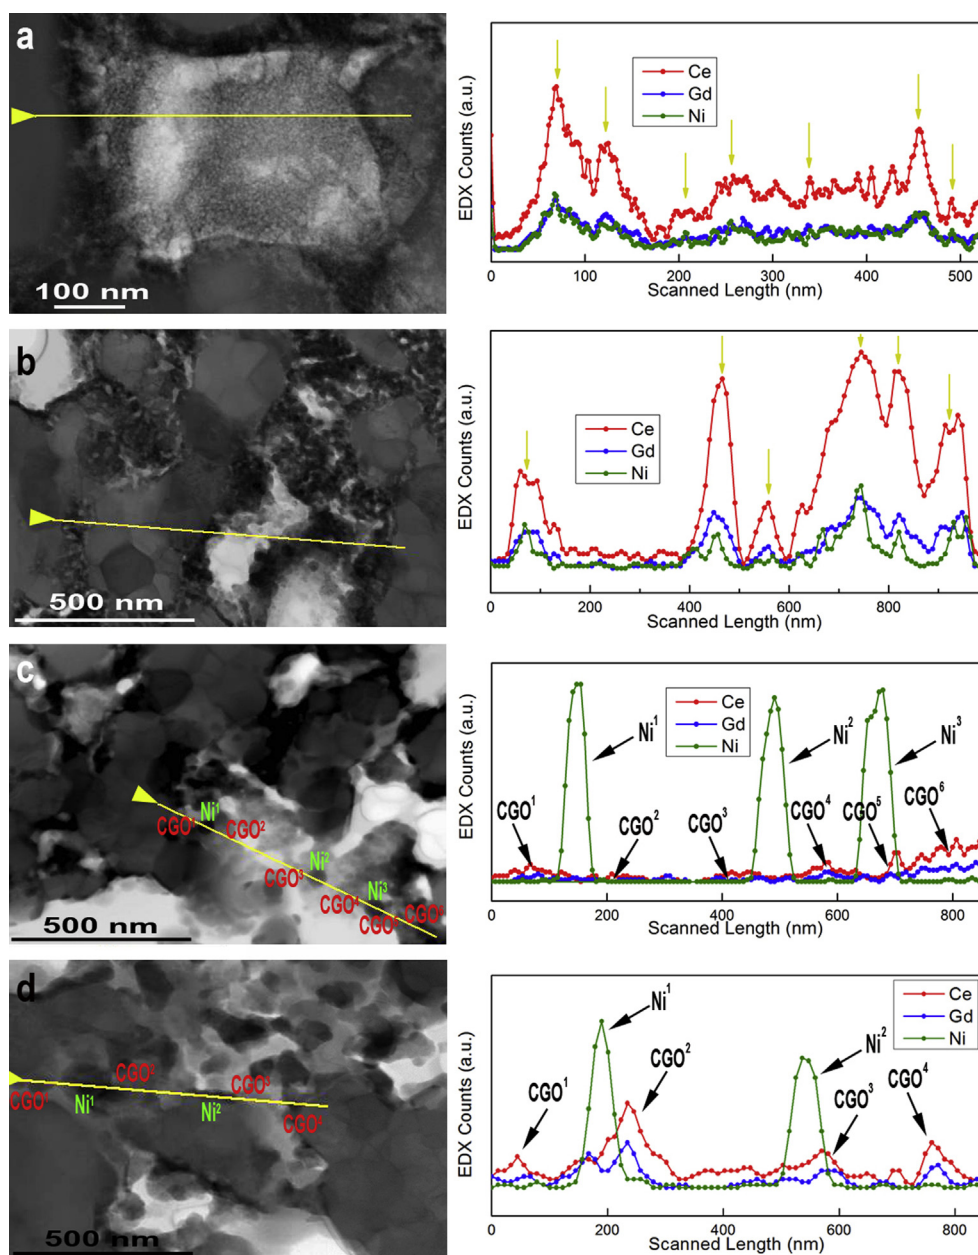 a
100 nm
EDX Counts (a.u.)
Ce
Gd
Ni
0 100 200 300 400 500
Scanned Length (nm)
b
500 nm
EDX Counts (a.u.)
Ce
Gd
Ni
0 200 400 600 800
Scanned Length (nm)
c
CGO¹ Ni¹ CGO² CGO³ Ni² CGO⁴ Ni³
500 nm
EDX Counts (a.u.)
Ce
Gd
Ni
Ni¹ Ni² Ni³
CGO¹ CGO² CGO³ CGO⁴ CGO⁵ CGO⁶
0 200 400 600 800
Scanned Length (nm)
d
CGO¹ Ni¹ CGO² Ni² CGO³ CGO⁴
500 nm
EDX Counts (a.u.)
Ce
Gd
Ni
Ni¹ Ni²
CGO¹ CGO² CGO³ CGO⁴
0 200 400 600 800
Scanned Length (nm)